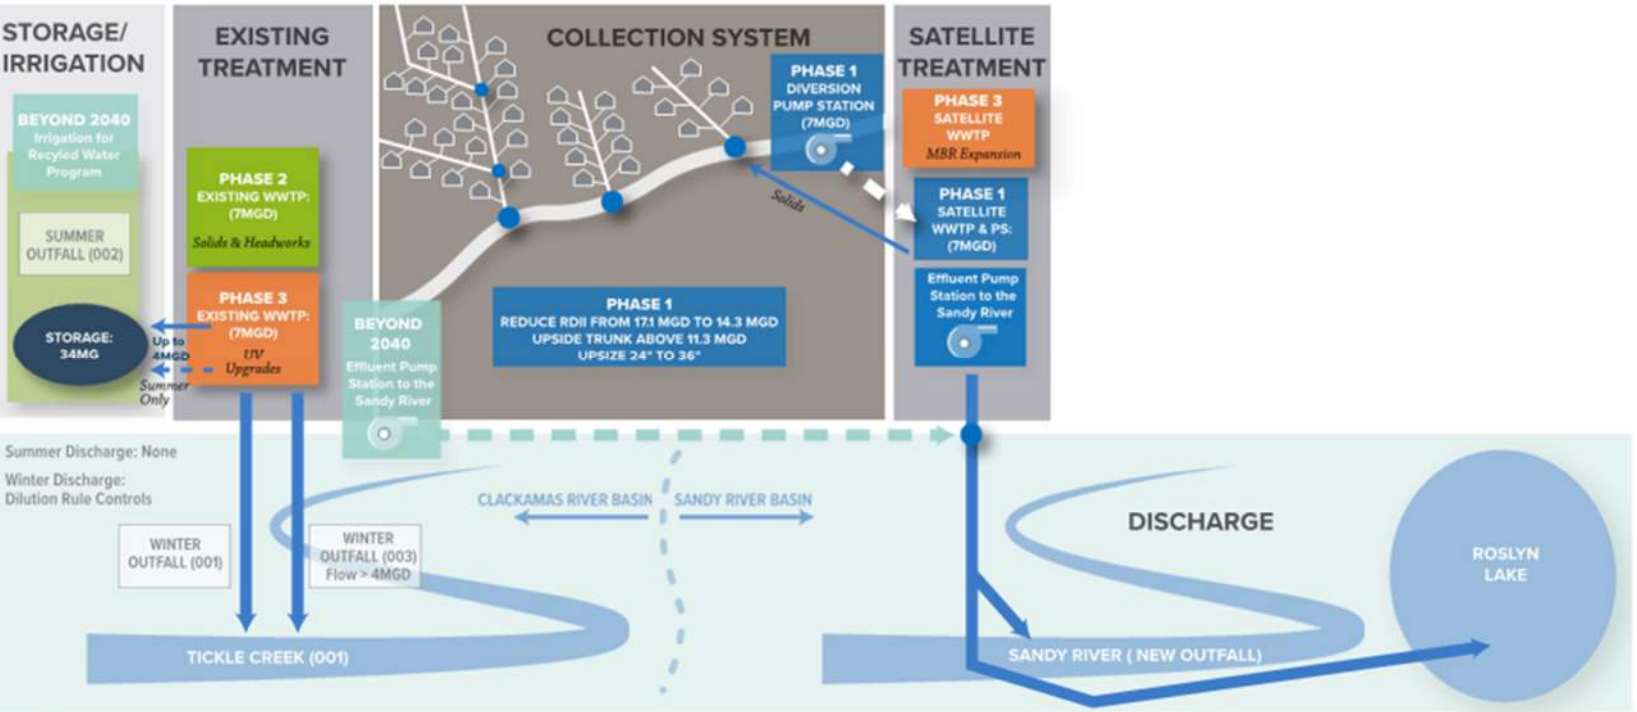 STORAGE/
IRRIGATION
BEYOND 2040
Irrigation for
Recyled Water
Program
SUMMER
OUTFALL (002)
STORAGE:
34MG
Up to
4MGD
Summer
Only
EXISTING
TREATMENT
PHASE 2
EXISTING WWTP:
(7MGD)
Solids & Headworks
PHASE 3
EXISTING WWTP:
(7MGD)
UV
Upgrades
BEYOND
2040
Effluent Pump
Station to the
Sandy River
COLLECTION SYSTEM
PHASE 1
DIVERSION
PUMP STATION
(7MGD)
Solids
PHASE 1
REDUCE RDII FROM 17.1 MGD TO 14.3 MGD
UPSIDE TRUNK ABOVE 11.3 MGD
UPSIZE 24" TO 36"
SATELLITE
TREATMENT
PHASE 3
SATELLITE
WWTP
MBR Expansion
PHASE 1
SATELLITE
WWTP & PS:
(7MGD)
Effluent Pump
Station to the
Sandy River
Summer Discharge: None
Winter Discharge:
Dilution Rule Controls
WINTER
OUTFALL (001)
WINTER
OUTFALL (003)
Flow > 4MGD
CLACKAMAS RIVER BASIN
SANDY RIVER BASIN
DISCHARGE
ROSLYN
LAKE
TICKLE CREEK (001)
SANDY RIVER ( NEW OUTFALL)